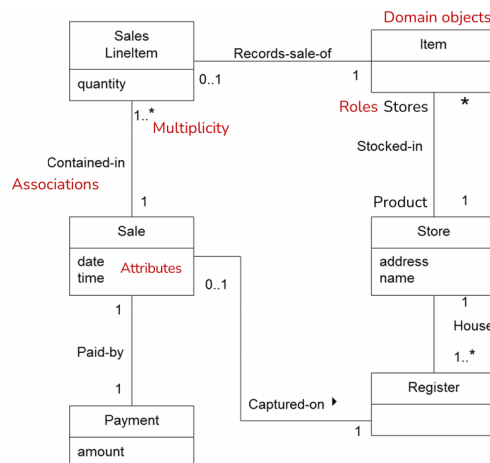 Domain objects
Sales
LineItem
Records-sale-of
Item
quantity
0..1
1
1..*
Multiplicity
Roles Stores
*
Contained-in
Stocked-in
Associations
1
Product
1
Sale
Store
date
time
Attributes
address
name
0..1
1
1
House
Paid-by
1..*
1
Register
Captured-on
Payment
1
amount